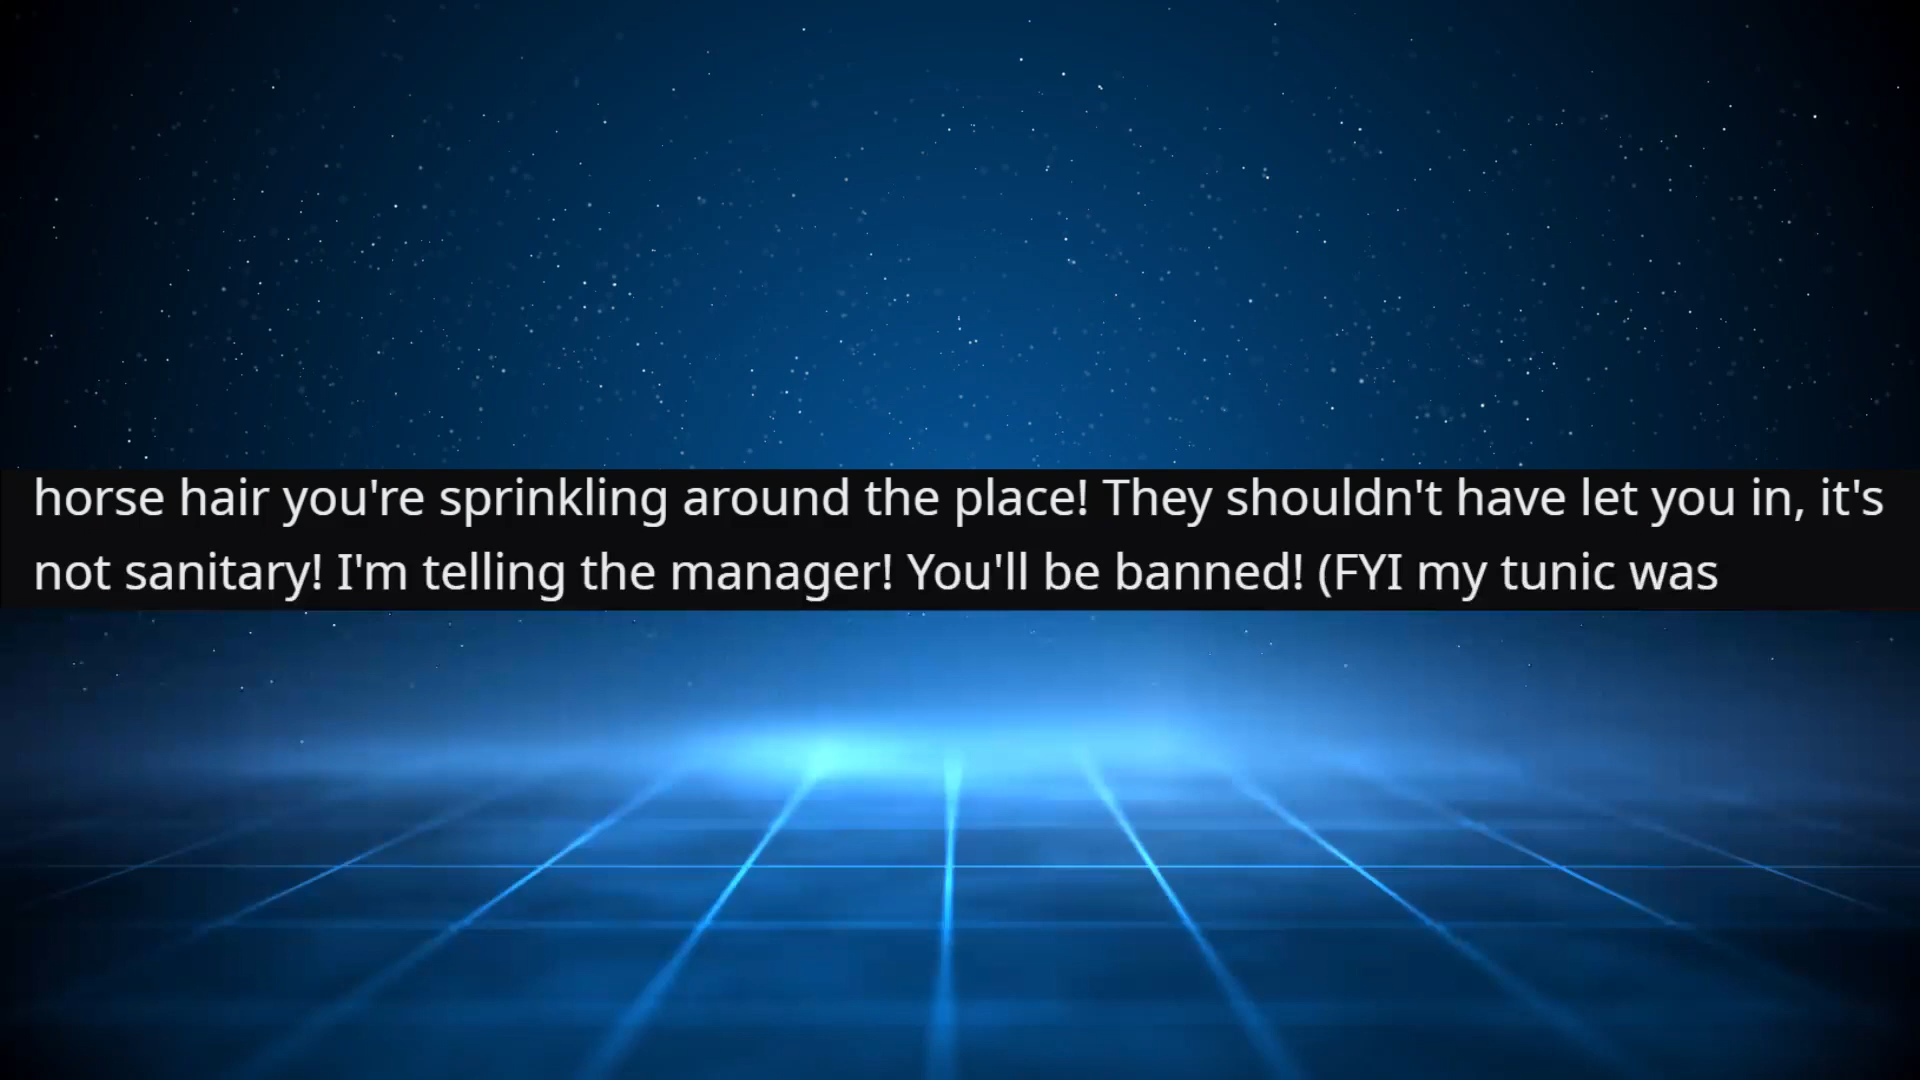 horse hair you're sprinkling around the place! They shouldn't have let you in, it's
not sanitary! I'm telling the manager! You'll be banned! (FYI my tunic was